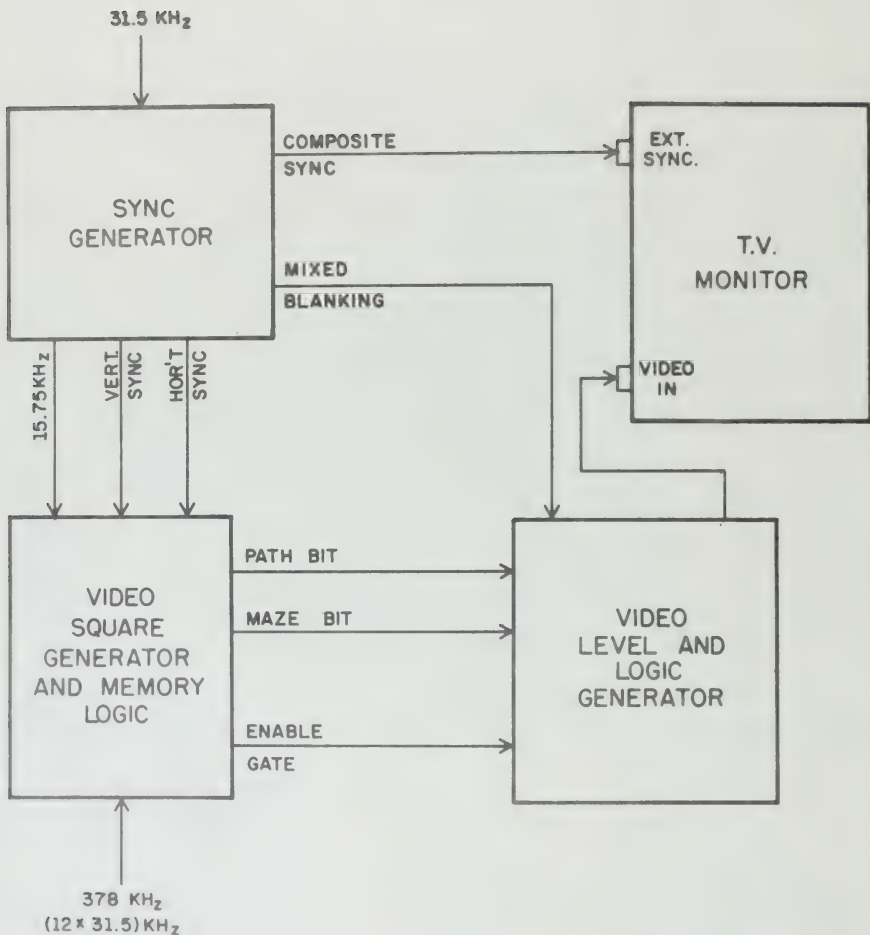 31.5 KHz
SYNC
GENERATOR
COMPOSITE
SYNC
MIXED
BLANKING
EXT.
SYNC.
T.V.
MONITOR
VIDEO
IN
15.75KHz
VERT.
SYNC
HOR'T
SYNC
VIDEO
SQUARE
GENERATOR
AND MEMORY
LOGIC
PATH BIT
MAZE BIT
ENABLE
GATE
VIDEO
LEVEL AND
LOGIC
GENERATOR
378 KHz
(12 x 31.5) KHz